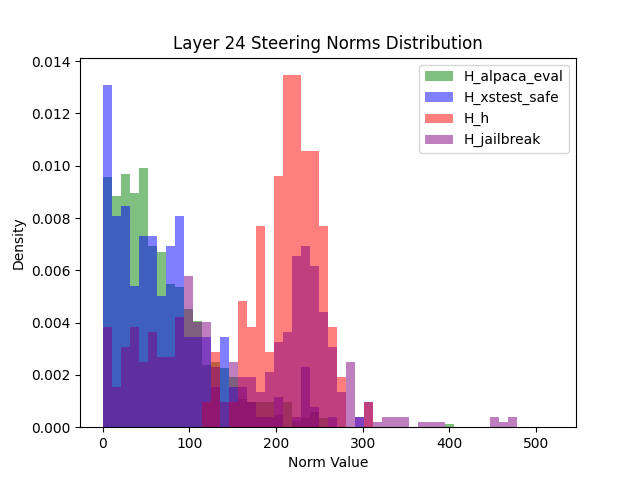 Layer 24 Steering Norms Distribution
H_alpaca_eval
H_xstest_safe
H_h
H_jailbreak
0.014
0.012
0.010
0.008
0.006
0.004
0.002
0.000
Density
0 100 200 300 400 500
Norm Value